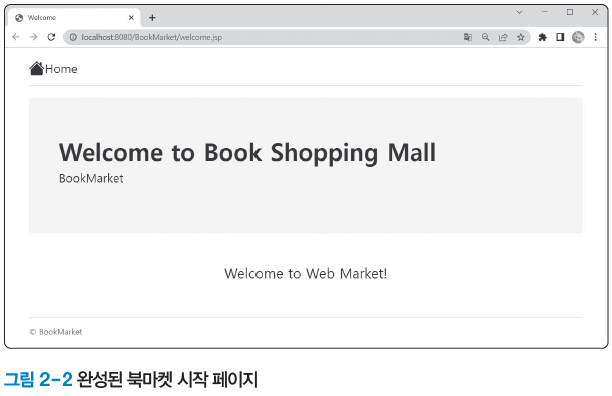 Welcome
localhost:8080/BookMarket/welcome.jsp
Home
Welcome to Book Shopping Mall
BookMarket
Welcome to Web Market!
© BookMarket
그림 2-2 완성된 북마켓 시작 페이지